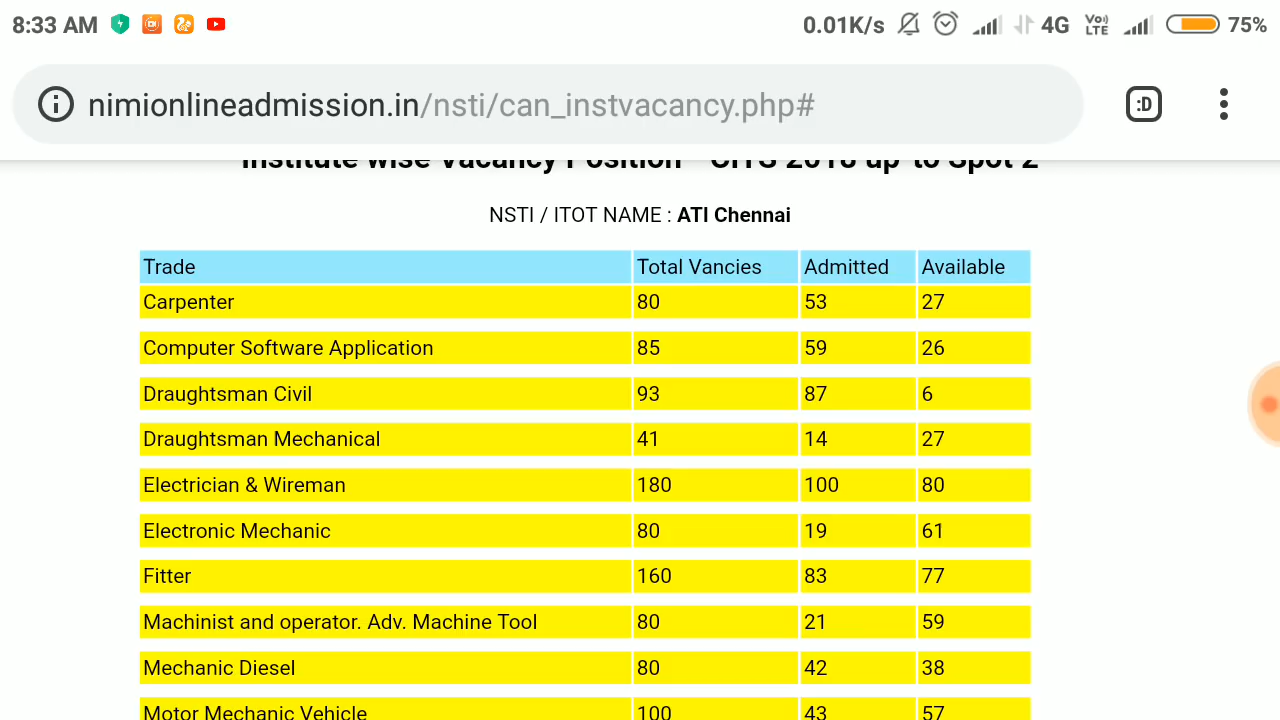 8:33 AM 0.01K/s 4G VoLTE 75%
nimionlineadmission.in/nsti/can_instvacancy.php# :D
Institute wise Vacancy Position - CITS 2018 up to Spot 2
NSTI / ITOT NAME : ATI Chennai
Trade Total Vancies Admitted Available
Carpenter 80 53 27
Computer Software Application 85 59 26
Draughtsman Civil 93 87 6
Draughtsman Mechanical 41 14 27
Electrician & Wireman 180 100 80
Electronic Mechanic 80 19 61
Fitter 160 83 77
Machinist and operator. Adv. Machine Tool 80 21 59
Mechanic Diesel 80 42 38
Motor Mechanic Vehicle 100 43 57